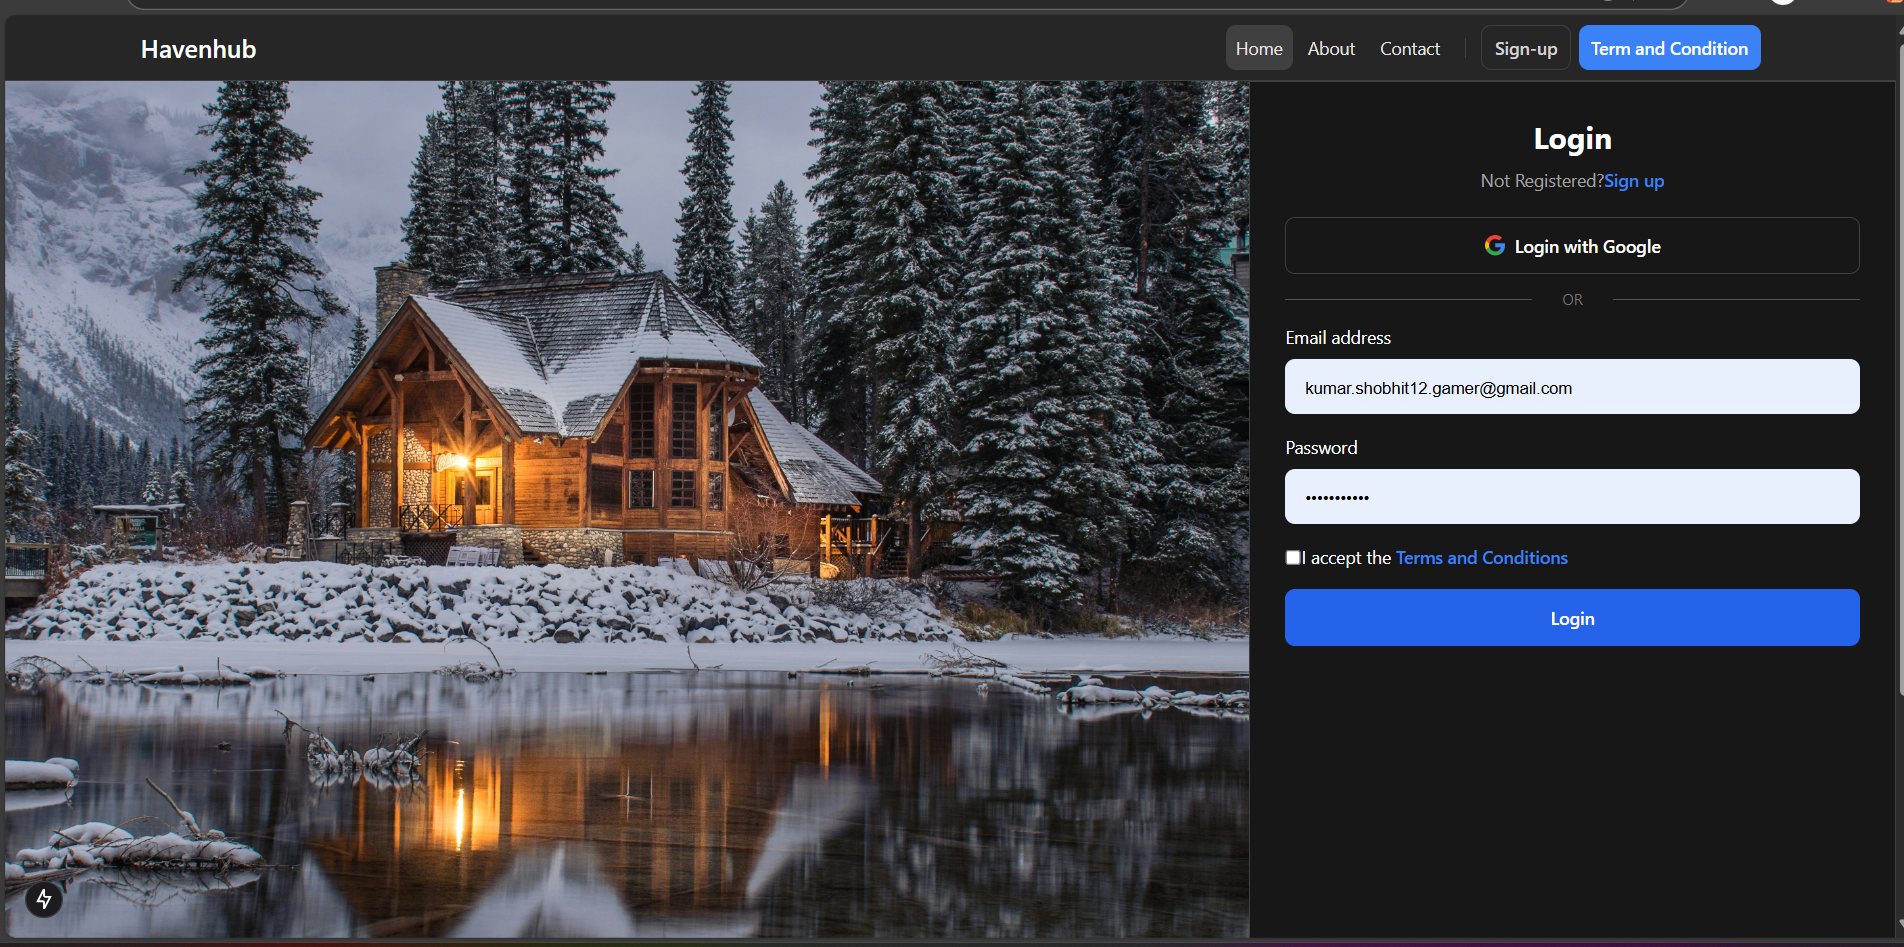 Havenhub
Home
About
Contact
Sign-up
Term and Condition
Login
Not Registered?Sign up
Login with Google
OR
Email address
kumar.shobhit12.gamer@gmail.com
Password
•••••••••••
I accept the Terms and Conditions
Login